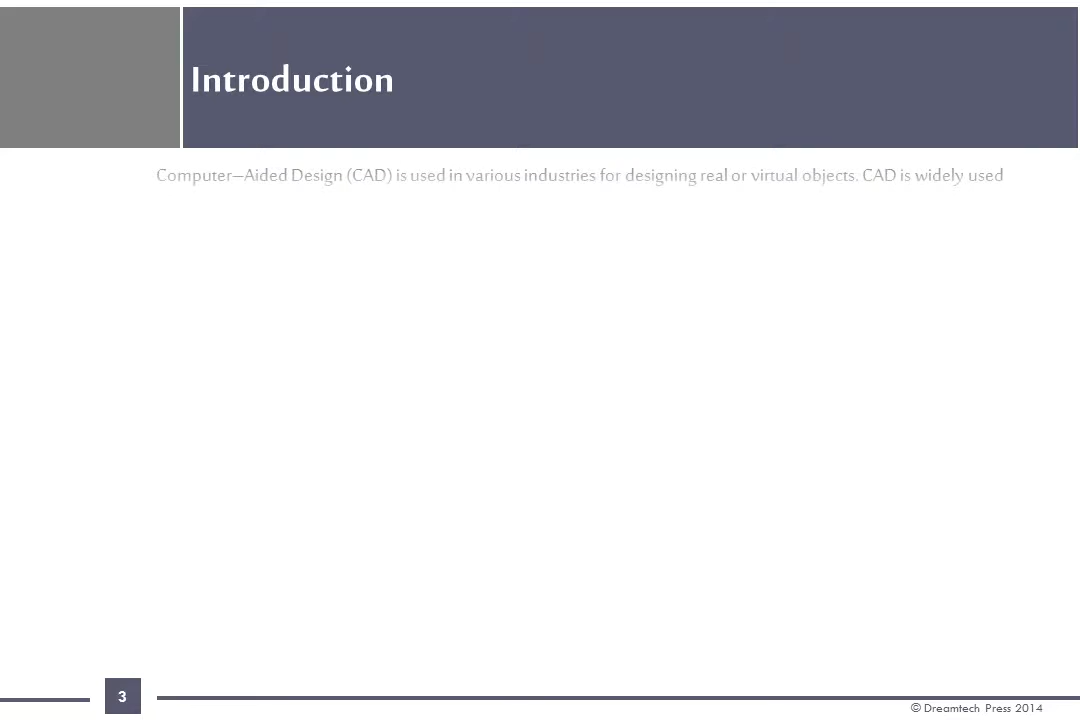 Introduction
Computer–Aided Design (CAD) is used in various industries for designing real or virtual objects. CAD is widely used
3
© Dreamtech Press 2014